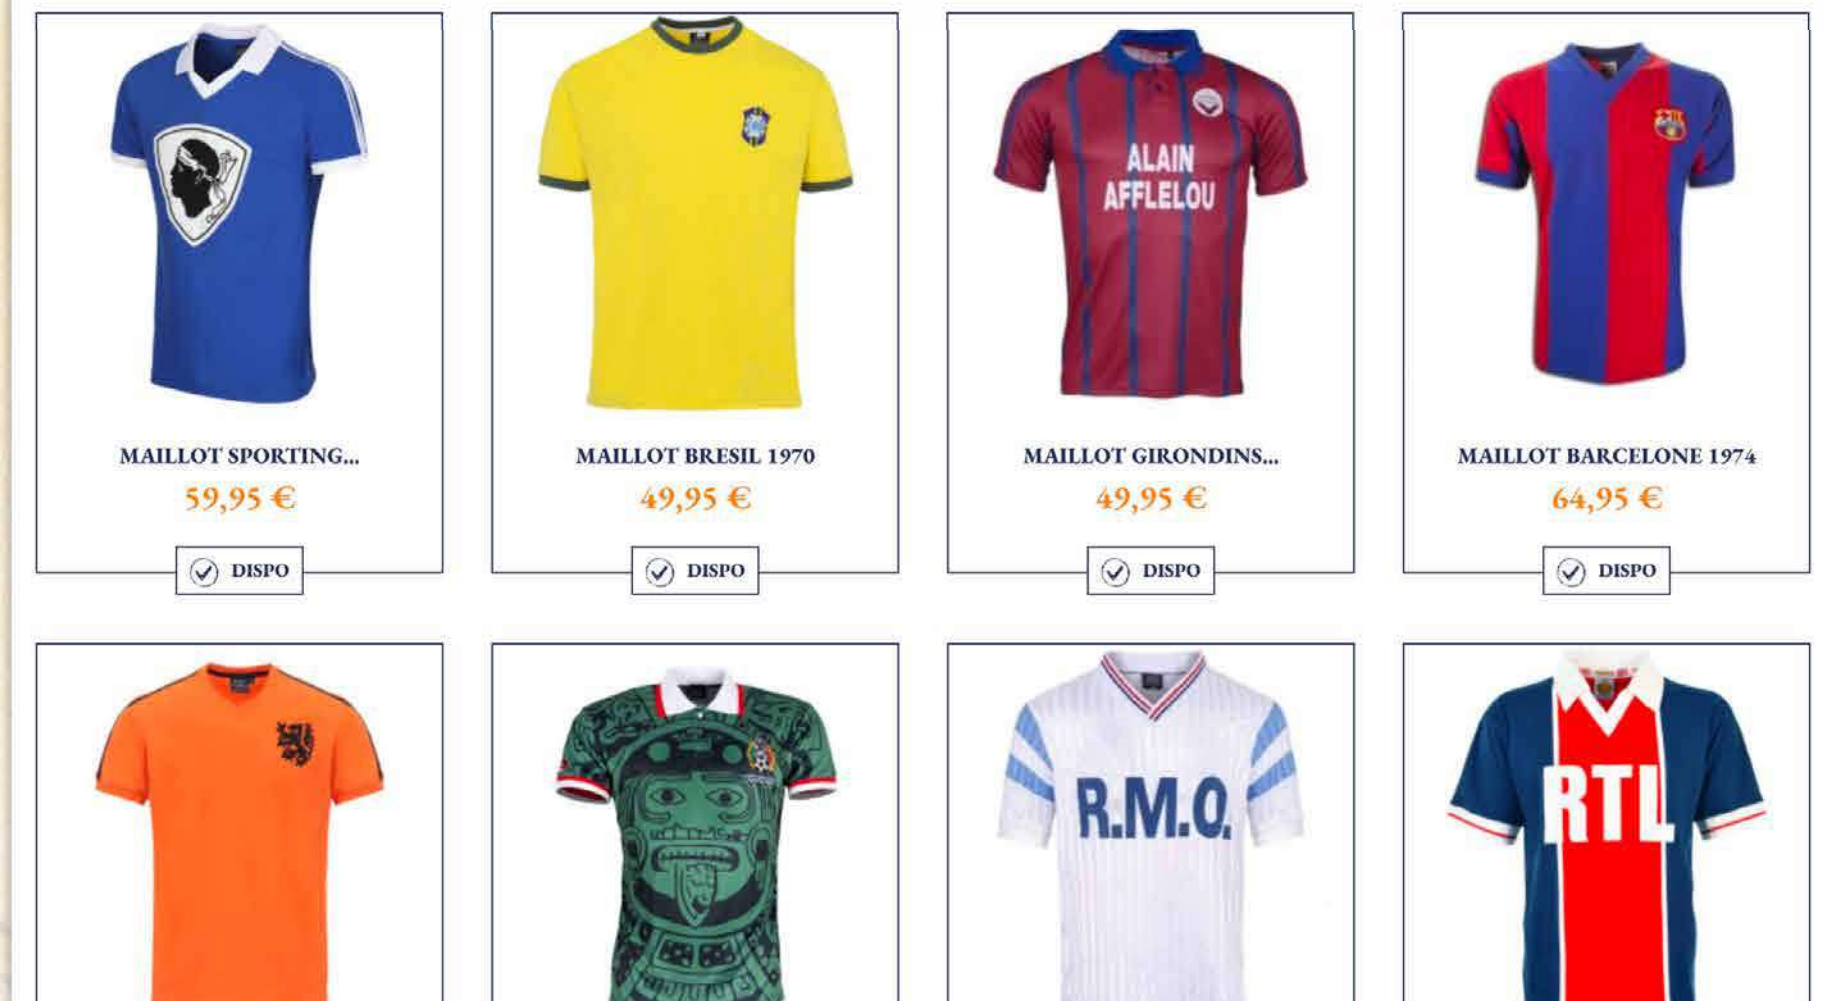 ALAIN
AFFLELOU
MAILLOT SPORTING...
59,95 €
DISPO
MAILLOT BRESIL 1970
49,95 €
DISPO
MAILLOT GIRONDINS...
49,95 €
DISPO
MAILLOT BARCELONE 1974
64,95 €
DISPO
R.M.O.
RTL